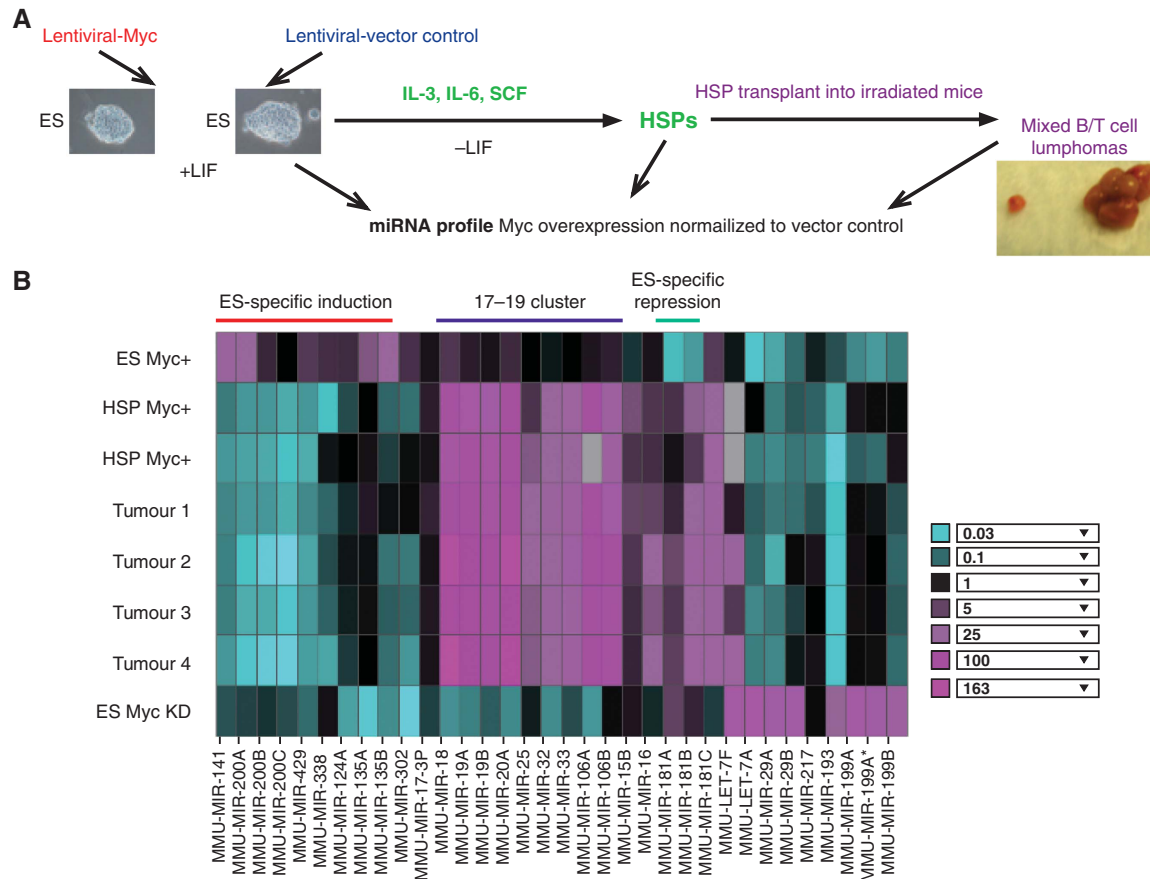 A
Lentiviral-Myc
Lentiviral-vector control
ES
ES
+LIF
IL-3, IL-6, SCF
–LIF
HSPs
HSP transplant into irradiated mice
Mixed B/T cell
lumphomas
miRNA profile Myc overexpression normailized to vector control
B
ES-specific induction
17–19 cluster
ES-specific
repression
ES Myc+
HSP Myc+
HSP Myc+
Tumour 1
Tumour 2
Tumour 3
Tumour 4
ES Myc KD
0.03
0.1
1
5
25
100
163
MMU-MIR-141
MMU-MIR-200A
MMU-MIR-200B
MMU-MIR-200C
MMU-MIR-429
MMU-MIR-338
MMU-MIR-124A
MMU-MIR-135A
MMU-MIR-135B
MMU-MIR-302
MMU-MIR-17-3P
MMU-MIR-18
MMU-MIR-19A
MMU-MIR-19B
MMU-MIR-20A
MMU-MIR-25
MMU-MIR-32
MMU-MIR-33
MMU-MIR-106A
MMU-MIR-106B
MMU-MIR-15B
MMU-MIR-16
MMU-MIR-181A
MMU-MIR-181B
MMU-MIR-181C
MMU-LET-7F
MMU-LET-7A
MMU-MIR-29A
MMU-MIR-29B
MMU-MIR-217
MMU-MIR-193
MMU-MIR-199A
MMU-MIR-199A*
MMU-MIR-199B